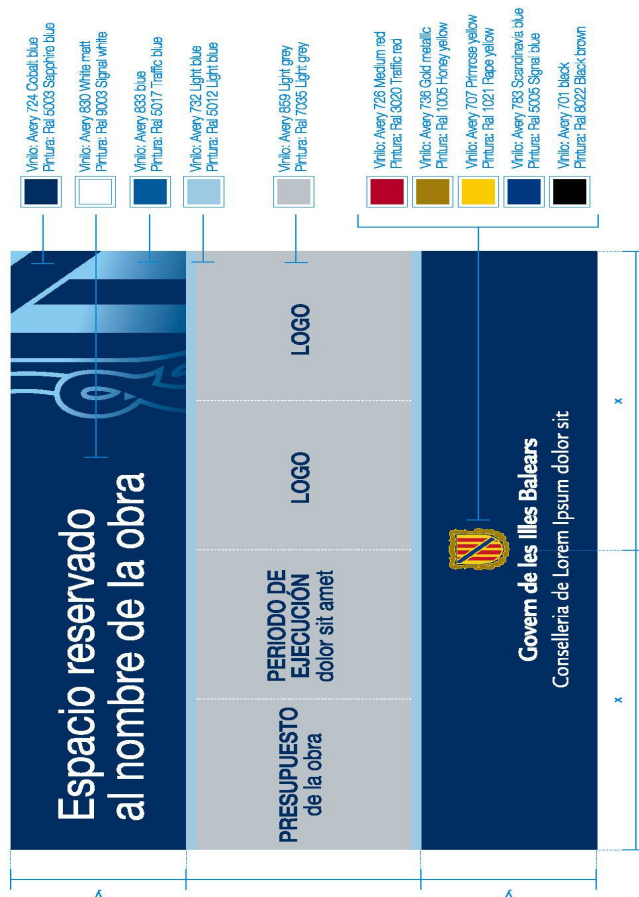 Vinilo: Avery 724 Cobalt blue
Pintura: Ral 5003 Sapphire blue
Vinilo: Avery 830 White matt
Pintura: Ral 9003 Signal white
Vinilo: Avery 833 blue
Pintura: Ral 5017 Traffic blue
Vinilo: Avery 732 Light blue
Pintura: Ral 5012 Light blue
Vinilo: Avery 859 Light grey
Pintura: Ral 7035 Light grey
Vinilo: Avery 726 Medium red
Pintura: Ral 3020 Traffic red
Vinilo: Avery 736 Gold metallic
Pintura: Ral 1005 Honey yellow
Vinilo: Avery 707 Primrose yellow
Pintura: Ral 1021 Rape yellow
Vinilo: Avery 783 Scandinavia blue
Pintura: Ral 5005 Signal blue
Vinilo: Avery 701 black
Pintura: Ral 8022 Black brown
Espacio reservado
al nombre de la obra
PRESUPUESTO
de la obra
PERIODO DE
EJECUCIÓN
dolor sit amet
LOGO
LOGO
Govern de les Illes Balears
Conselleria de Lorem Ipsum dolor sit
y
y
x
x